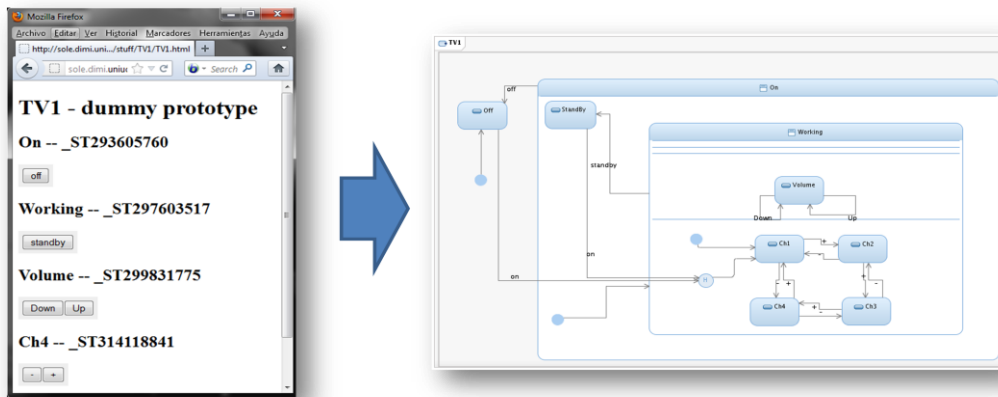 Mozilla Firefox
Archivo Editar Ver Historial Marcadores Herramientas Ayuda
http://sole.dimi.uni.../stuff/TV1/TV1.html +
sole.dimi.uniu Search
TV1 - dummy prototype
On -- _ST293605760
off
Working -- _ST297603517
standby
Volume -- _ST299831775
Down Up
Ch4 -- _ST314118841
- +
TV1
off
On
Off
StandBy
Working
standby
Volume
Down Up
Ch1 + Ch2
-
on
H
on
- + + -
Ch4 + Ch3
-